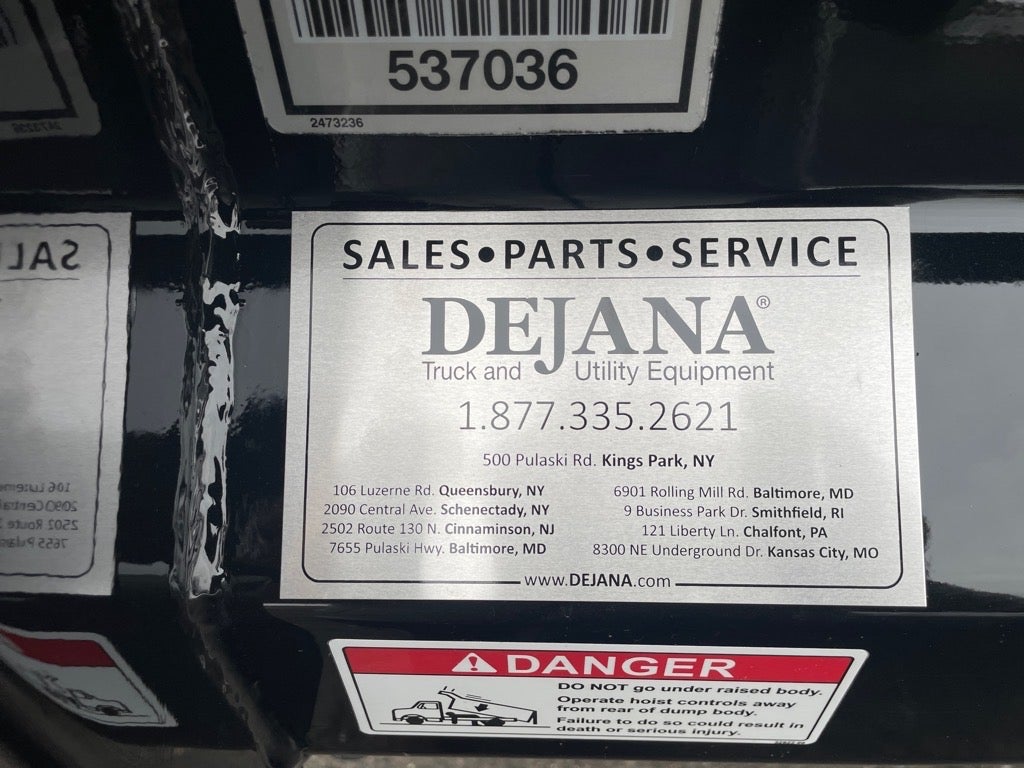 537036
2473236
SALES•PARTS•SERVICE
DEJANA®
Truck and Utility Equipment
1.877.335.2621
500 Pulaski Rd. Kings Park, NY
106 Luzerne Rd. Queensbury, NY
2090 Central Ave. Schenectady, NY
2502 Route 130 N. Cinnaminson, NJ
7655 Pulaski Hwy. Baltimore, MD
6901 Rolling Mill Rd. Baltimore, MD
9 Business Park Dr. Smithfield, RI
121 Liberty Ln. Chalfont, PA
8300 NE Underground Dr. Kansas City, MO
www.DEJANA.com
DANGER
DO NOT go under raised body.
Operate hoist controls away
from rear of dump body.
Failure to do so could result in
death or serious injury.